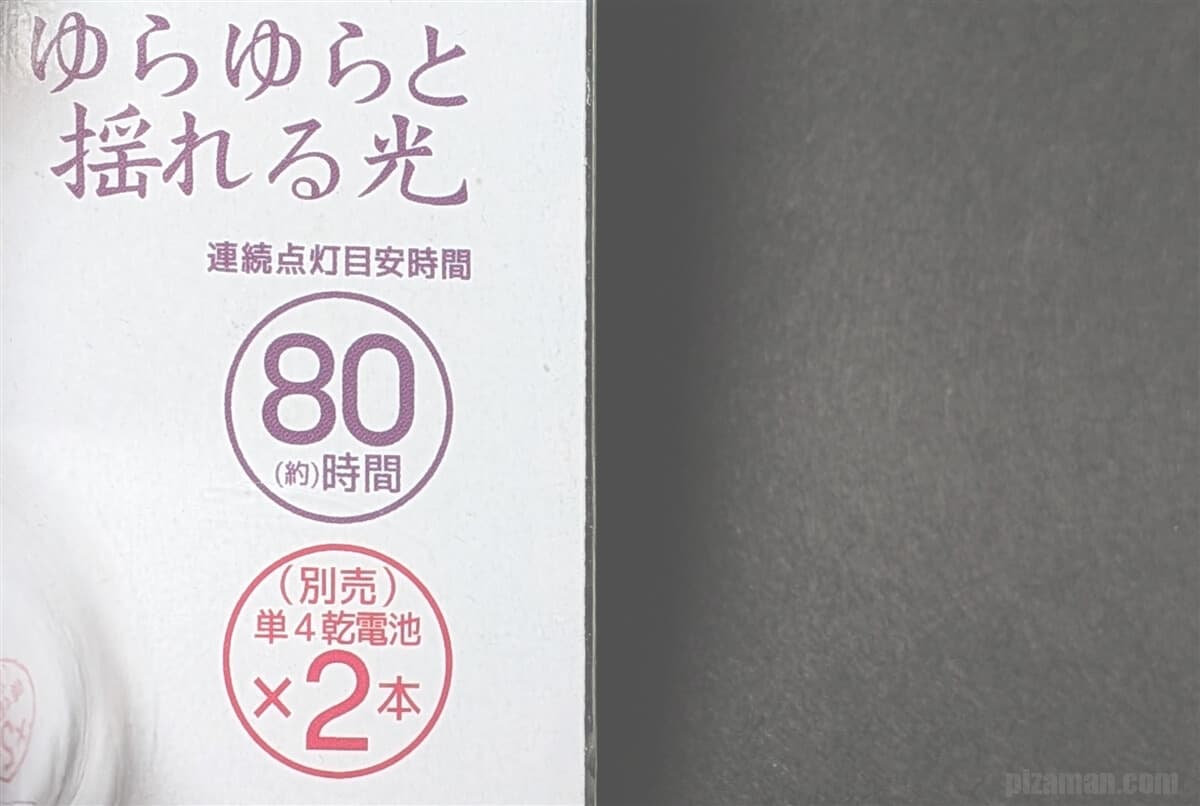 ゆらゆらと
揺れる光
連続点灯目安時間
80
(約)時間
(別売)
単4乾電池
×2本
pizaman.com